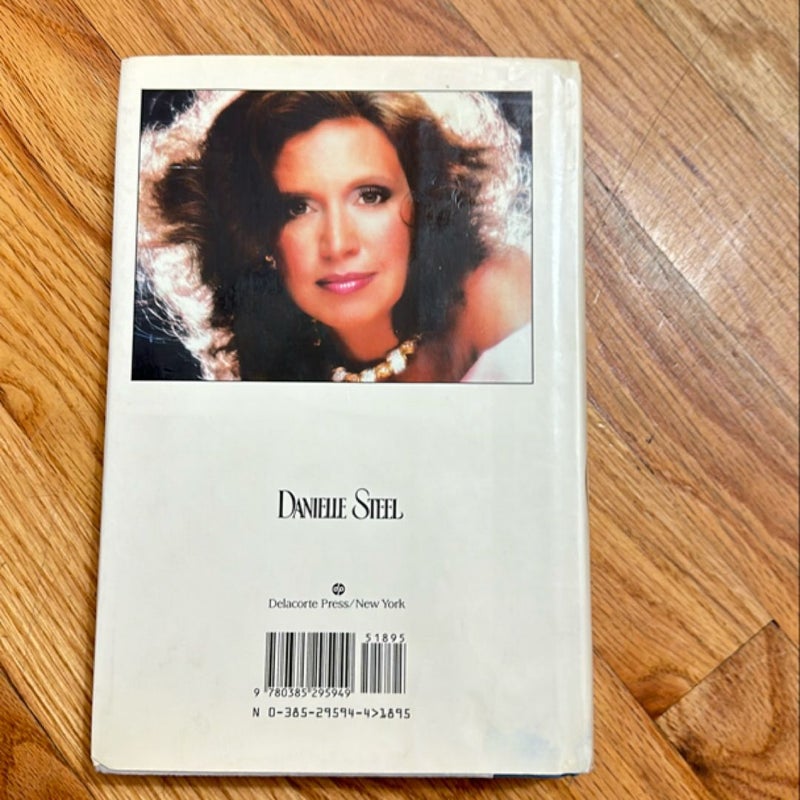 DANIELLE STEEL
dp
Delacorte Press/New York
51895
9 780385 295949
N 0-385-29594-4>1895